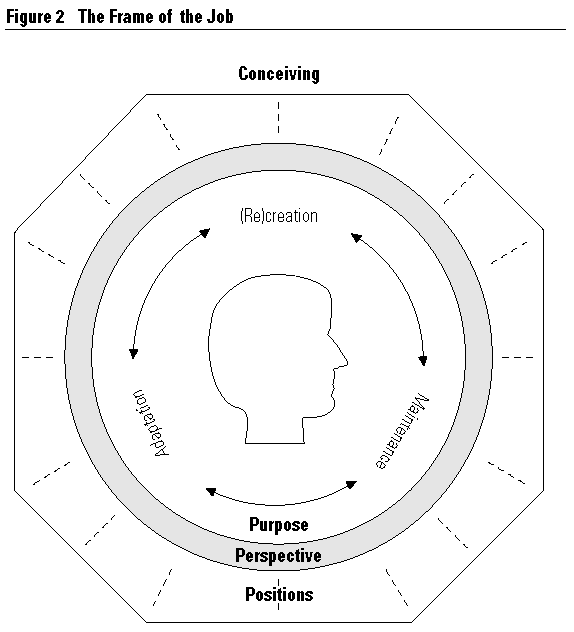 Figure 2 The Frame of the Job
Conceiving
(Re)creation
Adaptation
Maintenance
Purpose
Perspective
Positions